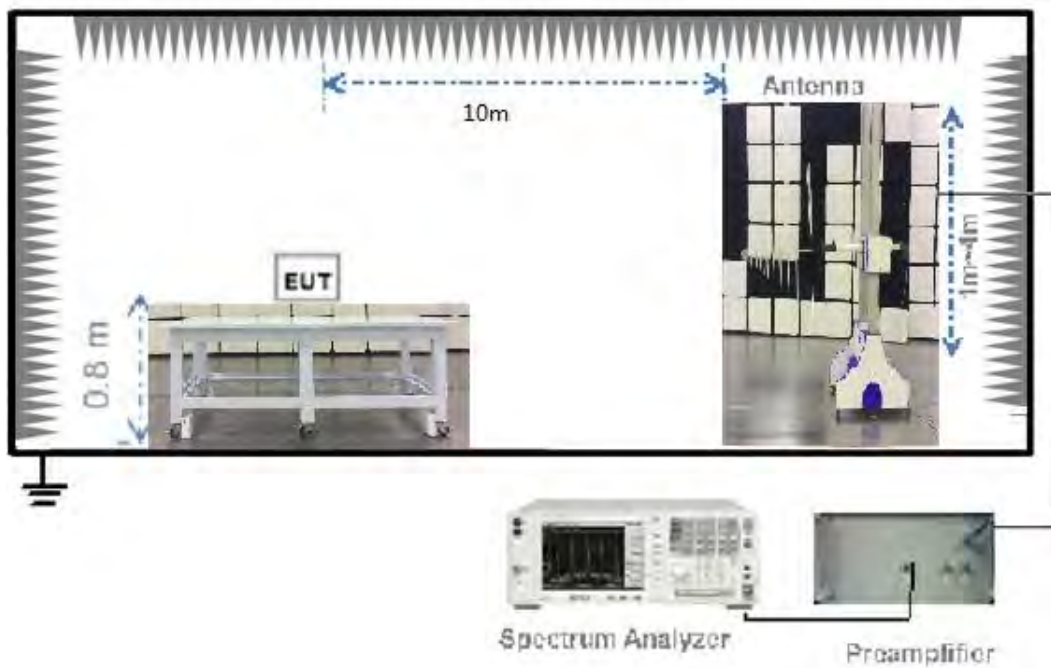 Antenna
10m
EUT
0.8 m
1m~4m
Spectrum Analyzer
Preamplifier